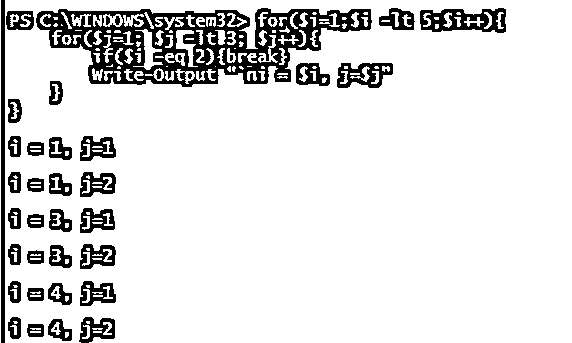 PS C:\WINDOWS\system32> for($i=1;$i -lt 5;$i++){
for($j=1; $j -lt 3; $j++){
if($i -eq 2){break}
Write-Output "`ni = $i, j=$j"
}
}
i = 1, j=1
i = 1, j=2
i = 3, j=1
i = 3, j=2
i = 4, j=1
i = 4, j=2